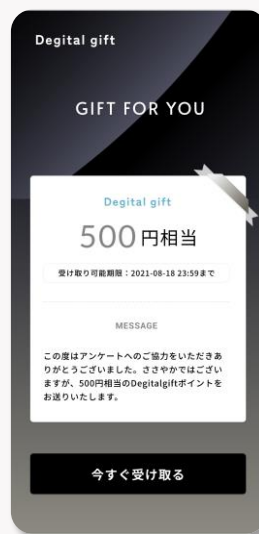 Degital gift
GIFT FOR YOU
Degital gift
500円相当
受け取り可能期限：2021-08-18 23:59まで
MESSAGE
この度はアンケートへのご協力をいただきあ
りがとうございました。ささやかではござい
ますが、500円相当のDegitalgiftポイントを
お送りいたします。
今すぐ受け取る